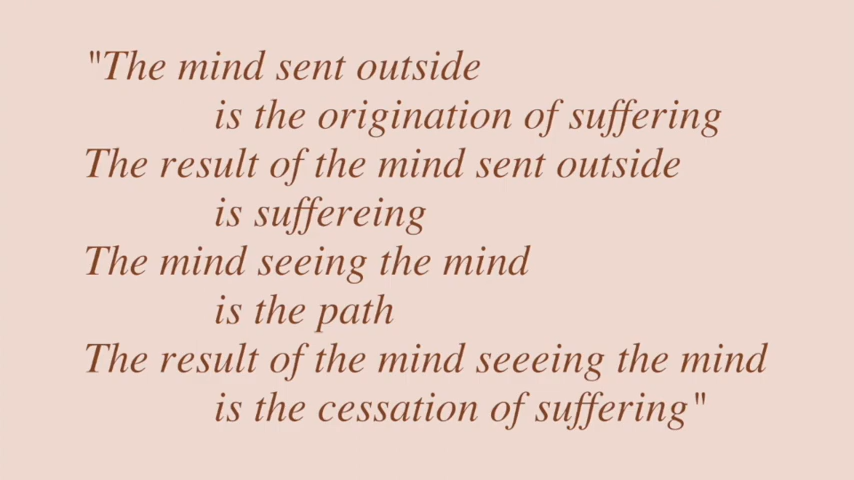 "The mind sent outside
is the origination of suffering
The result of the mind sent outside
is suffereing
The mind seeing the mind
is the path
The result of the mind seeeing the mind
is the cessation of suffering"